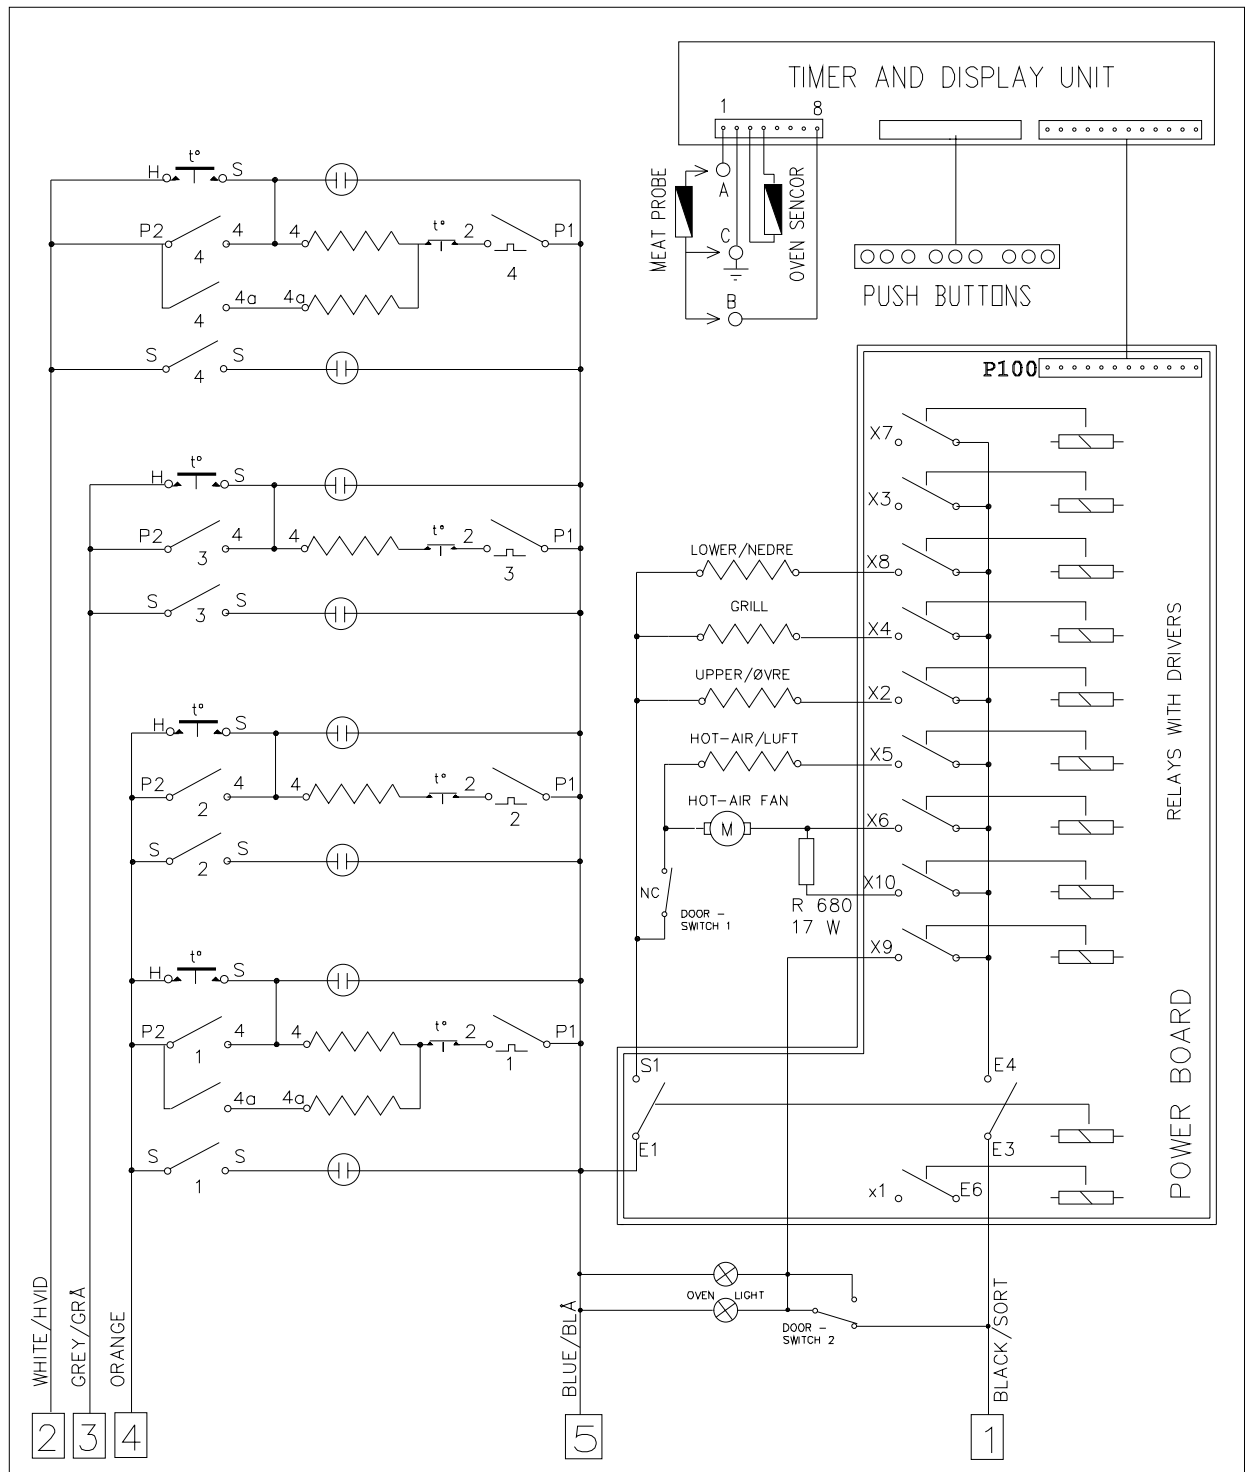 TIMER AND DISPLAY UNIT
1 8
MEAT PROBE
A
C
B
OVEN SENCOR
PUSH BUTTONS
P100
H t° S
P2 4 4 t° 2 P1
4 4
4a 4a
4
S S
4
H t° S
P2 4 4 t° 2 P1
3 3
S S
3
H t° S
P2 4 4 t° 2 P1
2 2
S S
2
H t° S
P2 4 4 t° 2 P1
1 1
4a 4a
S S
1
X7
X3
LOWER/NEDRE
X8
GRILL
X4
UPPER/ØVRE
X2
HOT-AIR/LUFT
X5
HOT-AIR FAN
M
X6
NC
DOOR -
SWITCH 1
R 680
17 W
X10
X9
S1
E1
E4
E3
x1 E6
RELAYS WITH DRIVERS
POWER BOARD
OVEN LIGHT
DOOR -
SWITCH 2
WHITE/HVID
GREY/GRÅ
ORANGE
BLUE/BLÅ
BLACK/SORT
2 3 4 5 1